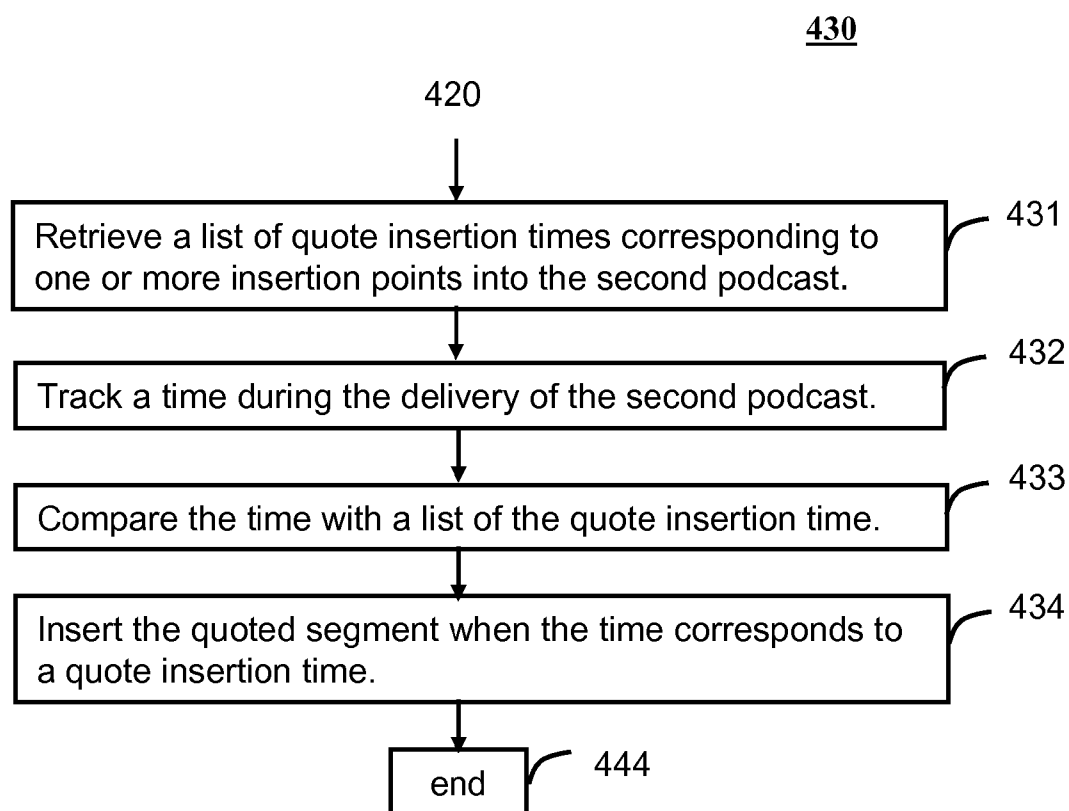 430
420
431
Retrieve a list of quote insertion times corresponding to
one or more insertion points into the second podcast.
432
Track a time during the delivery of the second podcast.
433
Compare the time with a list of the quote insertion time.
434
Insert the quoted segment when the time corresponds to
a quote insertion time.
end
444